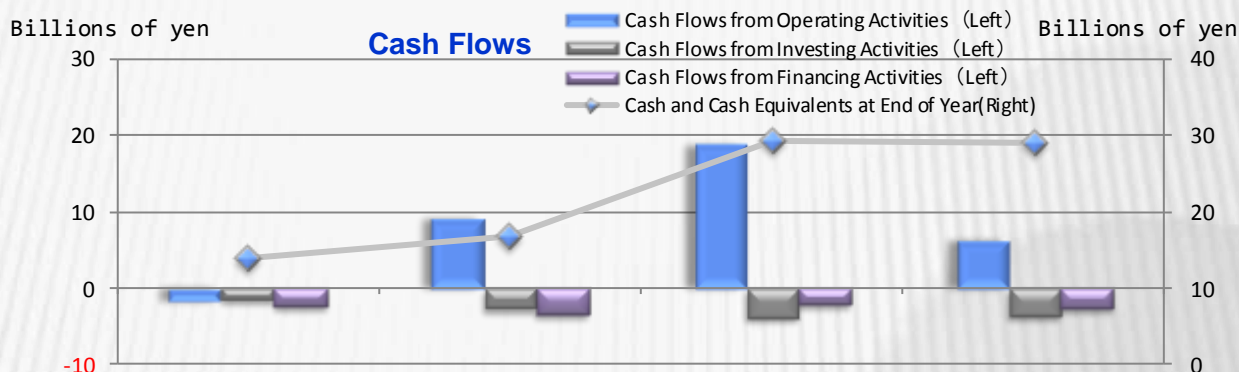 Billions of yen
Cash Flows
Cash Flows from Operating Activities （Left）
Cash Flows from Investing Activities （Left）
Cash Flows from Financing Activities （Left）
Cash and Cash Equivalents at End of Year(Right)
Billions of yen
30
20
10
0
-10
40
30
20
10
0